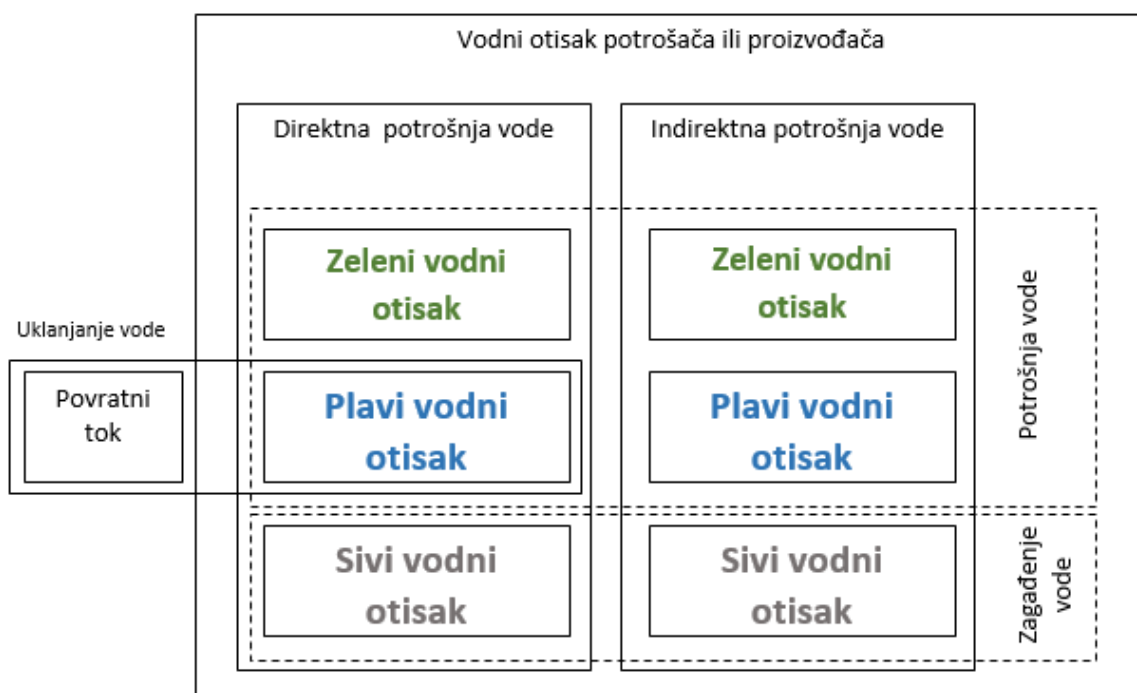 Vodni otisak potrošača ili proizvođača
Direktna potrošnja vode
Indirektna potrošnja vode
Zeleni vodni
otisak
Zeleni vodni
otisak
Potrošnja vode
Uklanjanje vode
Povratni
tok
Plavi vodni
otisak
Plavi vodni
otisak
Sivi vodni
otisak
Sivi vodni
otisak
Zagađenje
vode